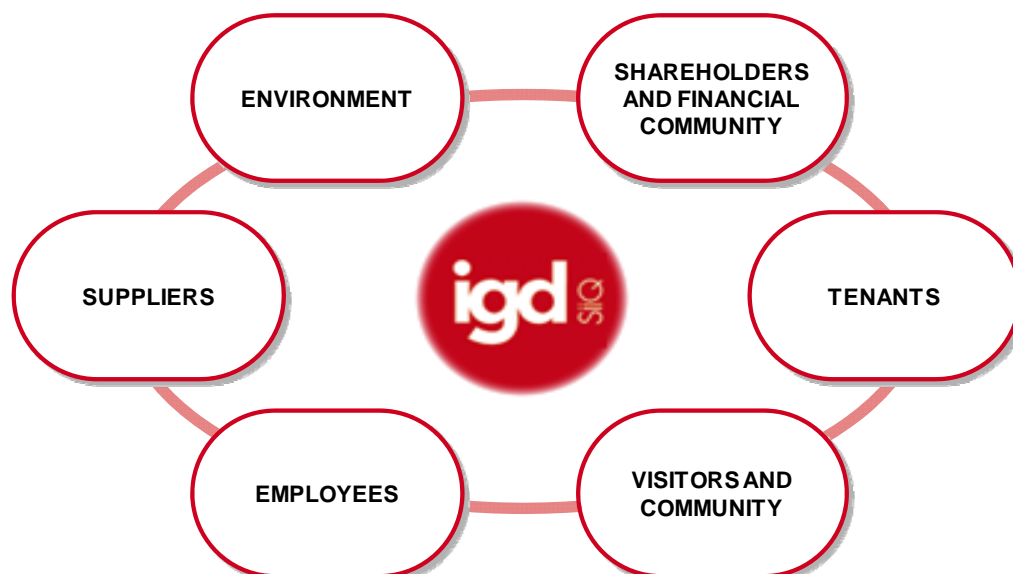 ENVIRONMENT
SHAREHOLDERS
AND FINANCIAL
COMMUNITY
SUPPLIERS
igd SiiQ
TENANTS
EMPLOYEES
VISITORS AND
COMMUNITY